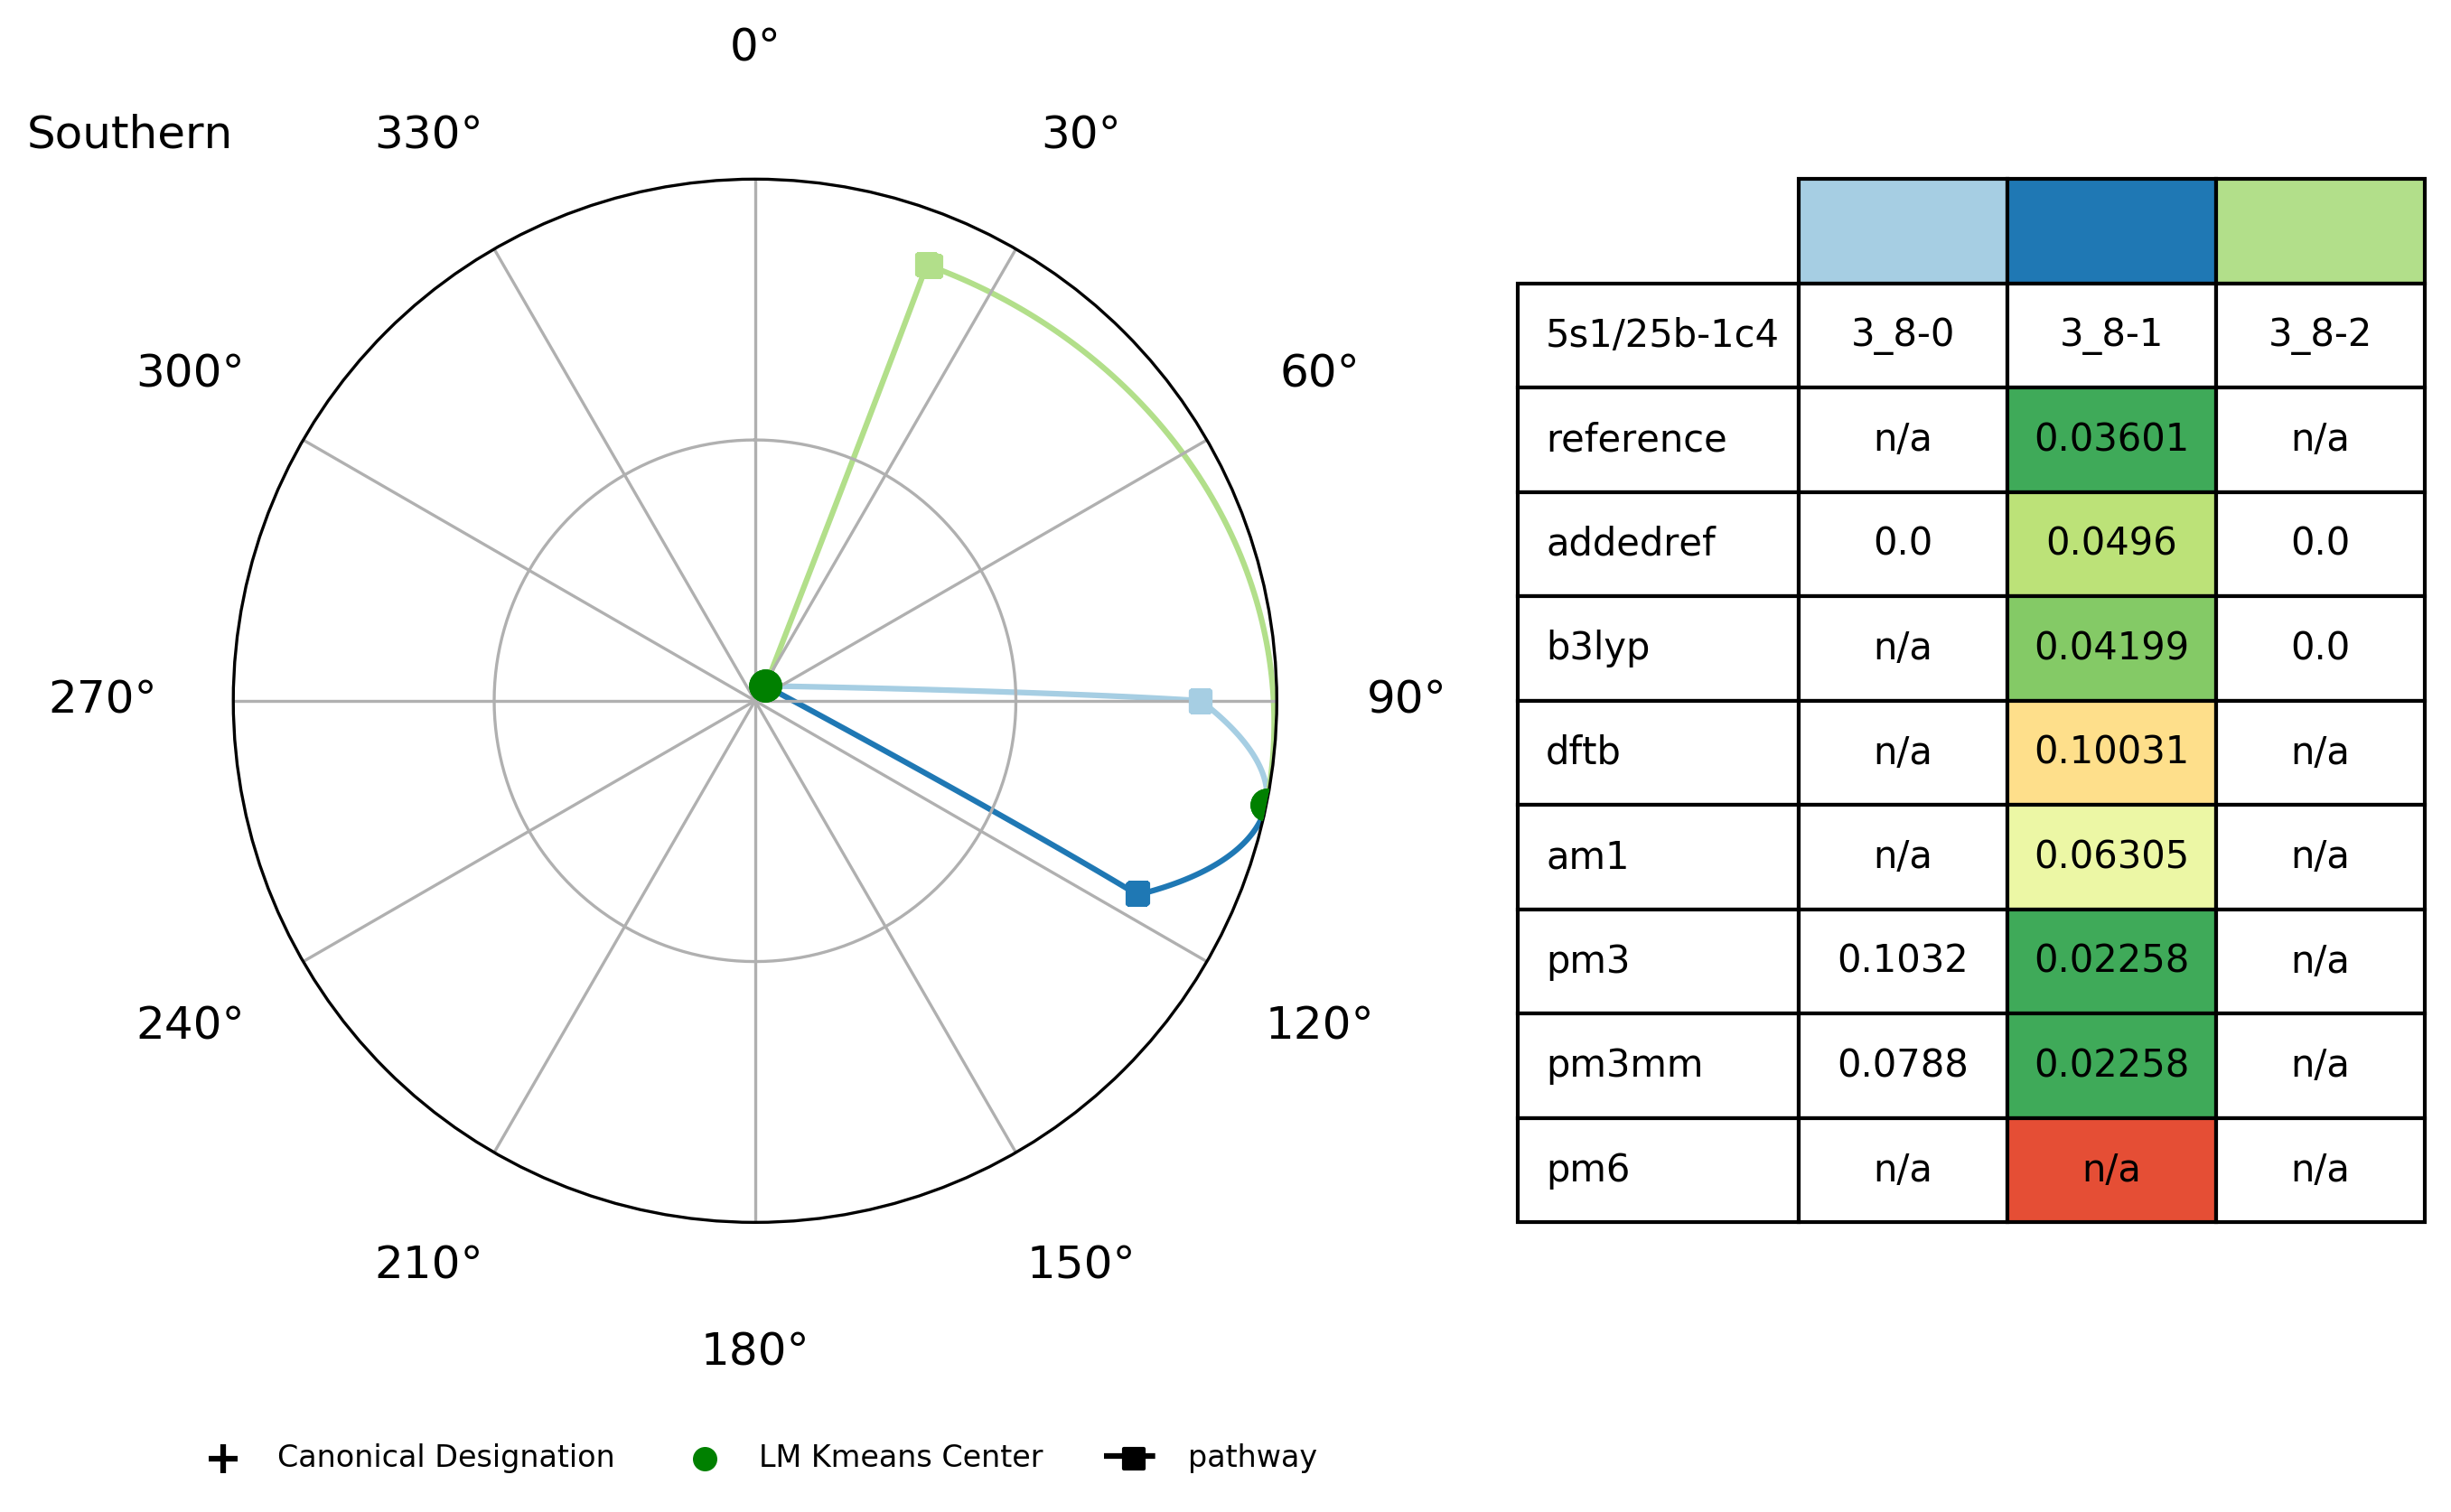 Southern
0°
30°
60°
90°
120°
150°
180°
210°
240°
270°
300°
330°
5s1/25b-1c4 3_8-0 3_8-1 3_8-2
reference n/a 0.03601 n/a
addedref 0.0 0.0496 0.0
b3lyp n/a 0.04199 0.0
dftb n/a 0.10031 n/a
am1 n/a 0.06305 n/a
pm3 0.1032 0.02258 n/a
pm3mm 0.0788 0.02258 n/a
pm6 n/a n/a n/a
Canonical Designation LM Kmeans Center pathway